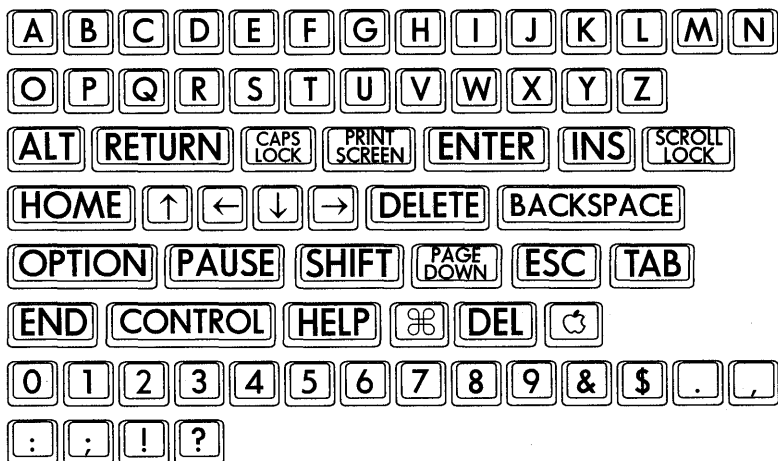 A B C D E F G H I J K L M N
O P Q R S T U V W X Y Z
ALT RETURN CAPS LOCK PRINT SCREEN ENTER INS SCROLL LOCK
HOME ↑ ← ↓ → DELETE BACKSPACE
OPTION PAUSE SHIFT PAGE DOWN ESC TAB
END CONTROL HELP ⌘ DEL
0 1 2 3 4 5 6 7 8 9 & $ . ,
: ; ! ?